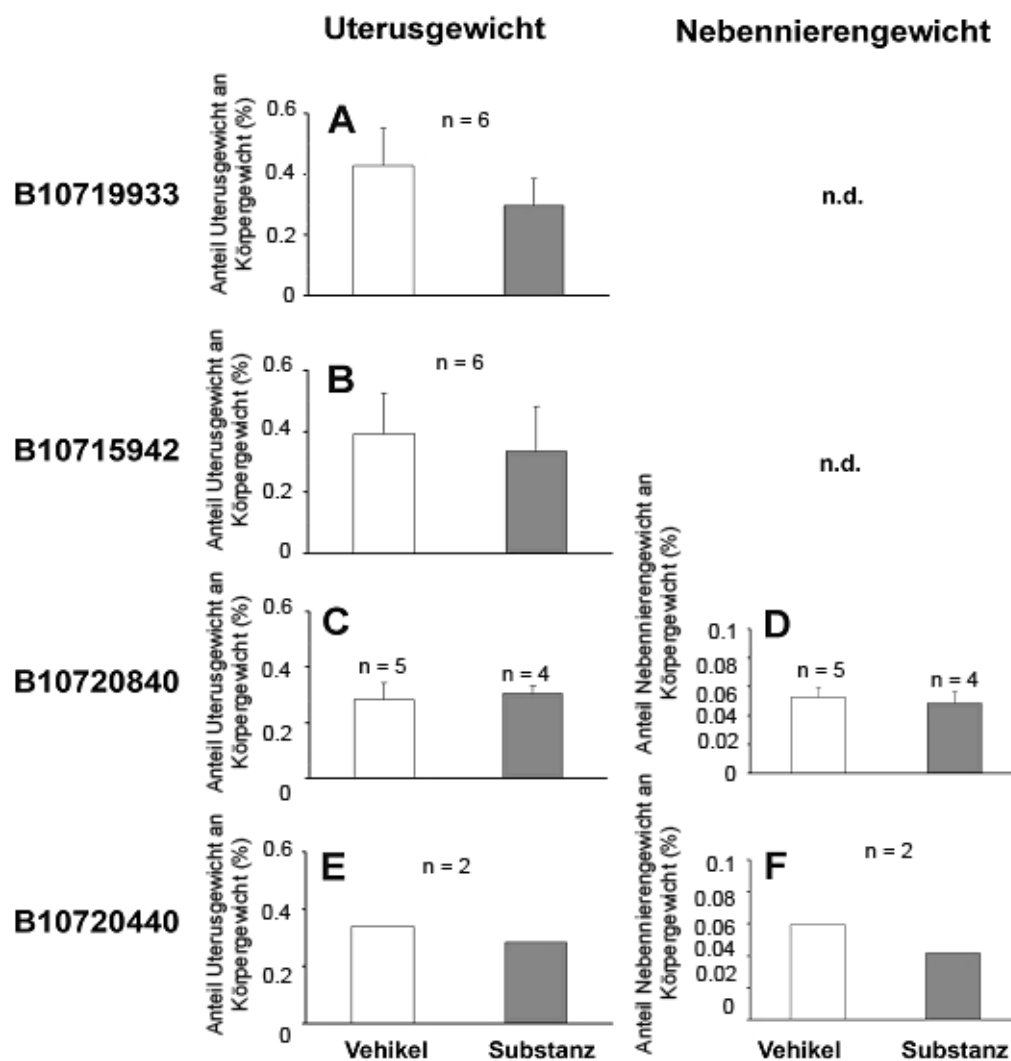 Uterusgewicht
Nebennierengewicht
B10719933
Anteil Uterusgewicht an
Körpergewicht (%)
0.6
0.4
0.2
0
A
n = 6
n.d.
B10715942
Anteil Uterusgewicht an
Körpergewicht (%)
0.6
0.4
0.2
0
B
n = 6
n.d.
B10720840
Anteil Uterusgewicht an
Körpergewicht (%)
0.6
0.4
0.2
0
C
n = 5
n = 4
Anteil Nebennierengewicht an
Körpergewicht (%)
0.1
0.08
0.06
0.04
0.02
0
D
n = 5
n = 4
B10720440
Anteil Uterusgewicht an
Körpergewicht (%)
0.6
0.4
0.2
0
E
n = 2
Vehikel
Substanz
Anteil Nebennierengewicht an
Körpergewicht (%)
0.1
0.08
0.06
0.04
0.02
0
F
n = 2
Vehikel
Substanz